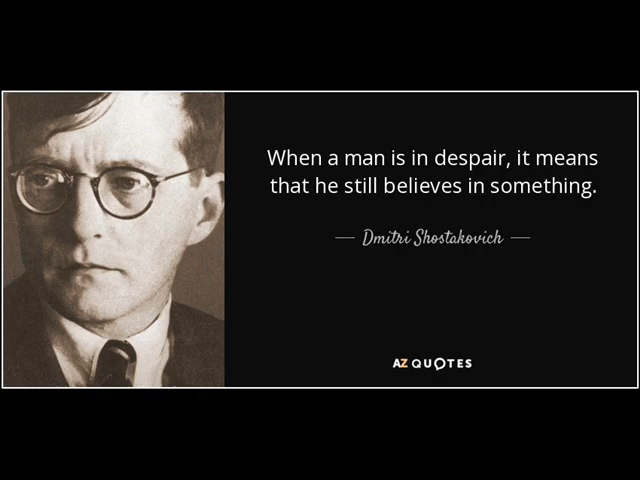 When a man is in despair, it means
that he still believes in something.
— Dmitri Shostakovich —
AZ QUOTES